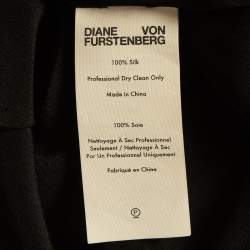 DIANE VON
FURSTENBERG
100% Silk
Professional Dry Clean Only
Made in China
100% Soie
Nettoyage À Sec Professionnel
Seulement / Nettoyage À Sec
Par Un Professionnel Uniquement
Fabriqué en Chine
P